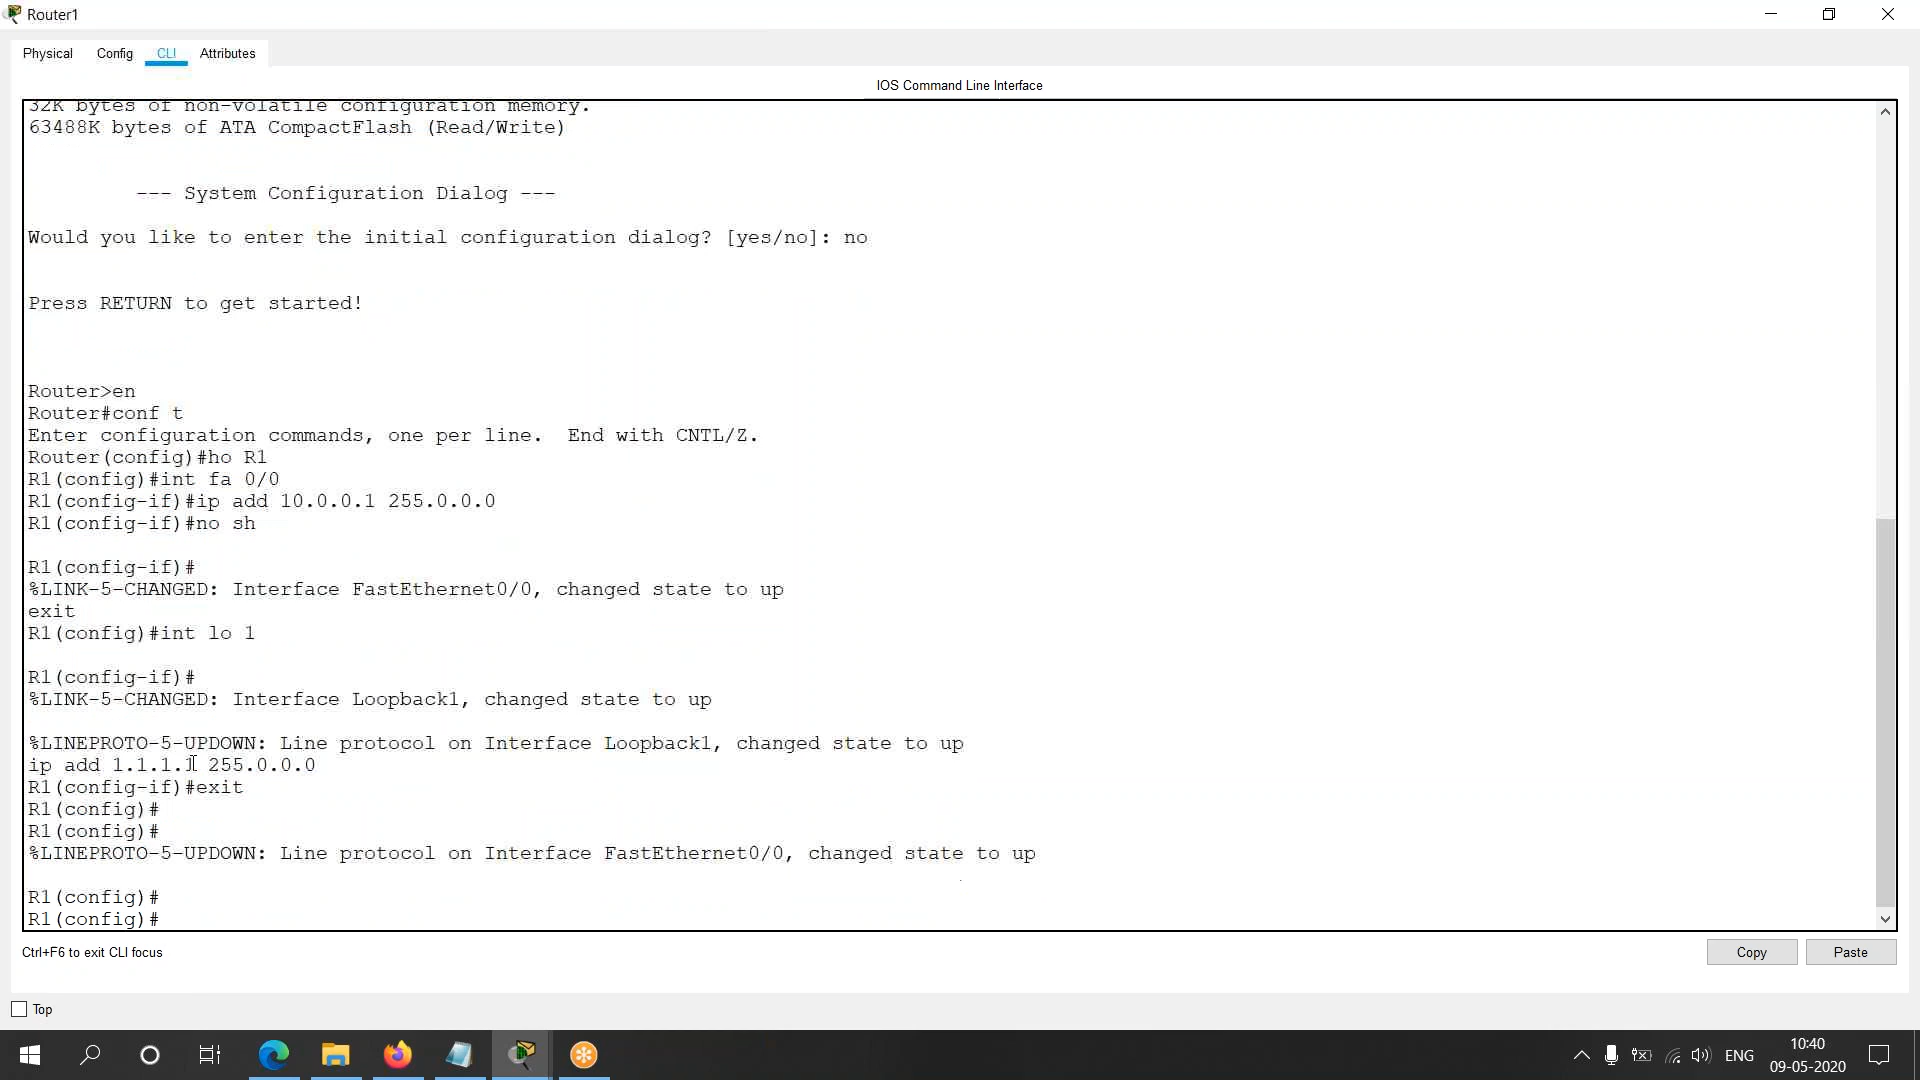 Router1
Physical Config CLI Attributes
IOS Command Line Interface
32K bytes of non-volatile configuration memory.
63488K bytes of ATA CompactFlash (Read/Write)
--- System Configuration Dialog ---
Would you like to enter the initial configuration dialog? [yes/no]: no
Press RETURN to get started!
Router>en
Router#conf t
Enter configuration commands, one per line.  End with CNTL/Z.
Router(config)#ho R1
R1(config)#int fa 0/0
R1(config-if)#ip add 10.0.0.1 255.0.0.0
R1(config-if)#no sh
R1(config-if)#
%LINK-5-CHANGED: Interface FastEthernet0/0, changed state to up
exit
R1(config)#int lo 1
R1(config-if)#
%LINK-5-CHANGED: Interface Loopback1, changed state to up
%LINEPROTO-5-UPDOWN: Line protocol on Interface Loopback1, changed state to up
ip add 1.1.1.1 255.0.0.0
R1(config-if)#exit
R1(config)#
R1(config)#
%LINEPROTO-5-UPDOWN: Line protocol on Interface FastEthernet0/0, changed state to up
R1(config)#
R1(config)#
Ctrl+F6 to exit CLI focus
Copy Paste
Top
ENG
10:40
09-05-2020